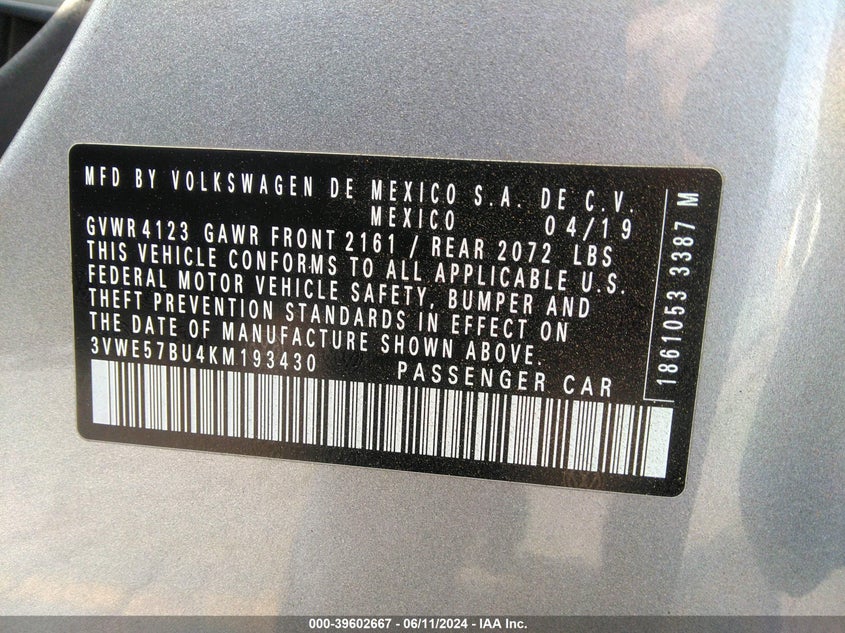 MFD BY VOLKSWAGEN DE MEXICO S.A. DE C.V.
MEXICO 04/19
GVWR 4123 GAWR FRONT 2161 / REAR 2072 LBS
THIS VEHICLE CONFORMS TO ALL APPLICABLE U.S.
FEDERAL MOTOR VEHICLE SAFETY, BUMPER AND
THEFT PREVENTION STANDARDS IN EFFECT ON
THE DATE OF MANUFACTURE SHOWN ABOVE.
3VWE57BU4KM193430 PASSENGER CAR
1861053 3387 M
000-39602667 - 06/11/2024 - IAA Inc.